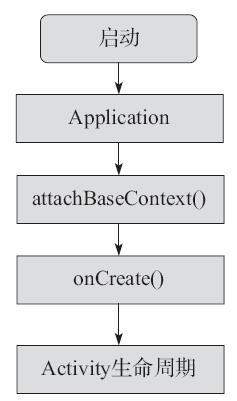 启动
Application
attachBaseContext()
onCreate()
Activity生命周期